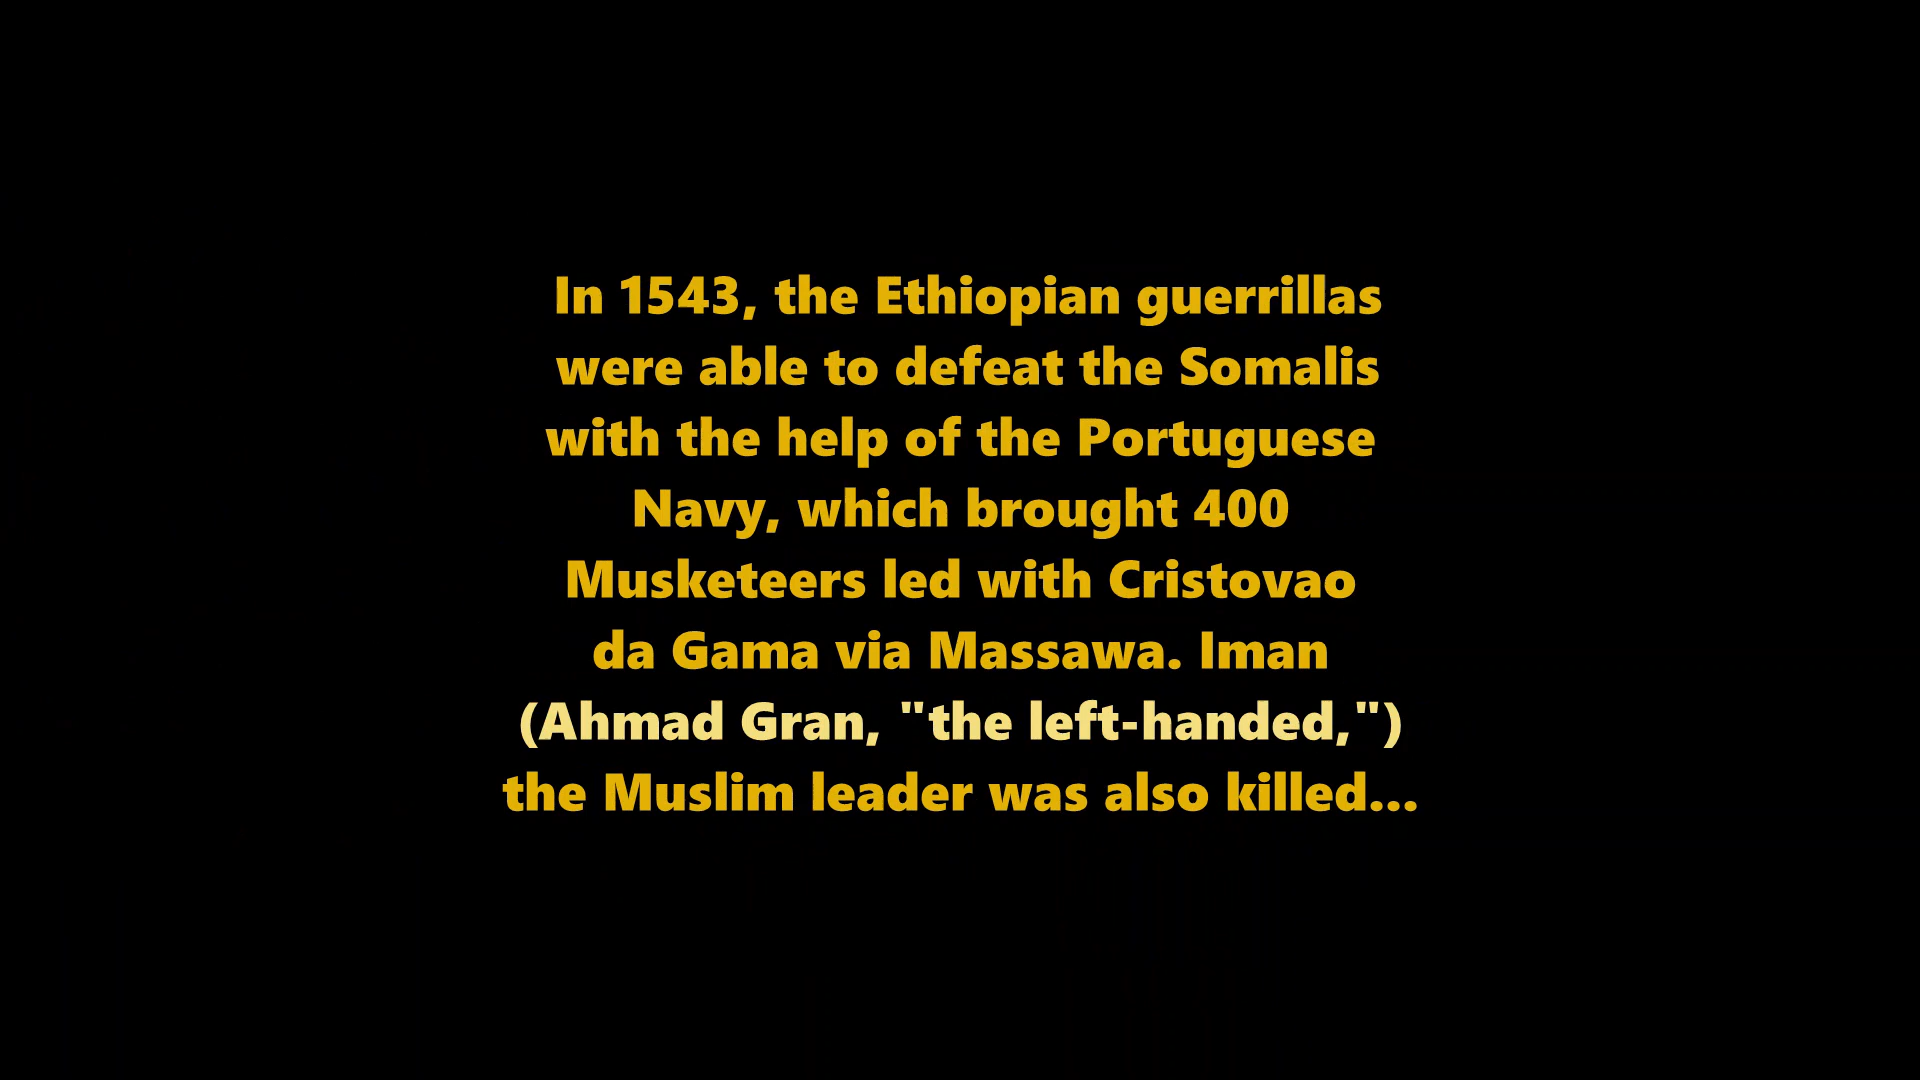 In 1543, the Ethiopian guerrillas
were able to defeat the Somalis
with the help of the Portuguese
Navy, which brought 400
Musketeers led with Cristovao
da Gama via Massawa. Iman
(Ahmad Gran, "the left-handed,")
the Muslim leader was also killed...